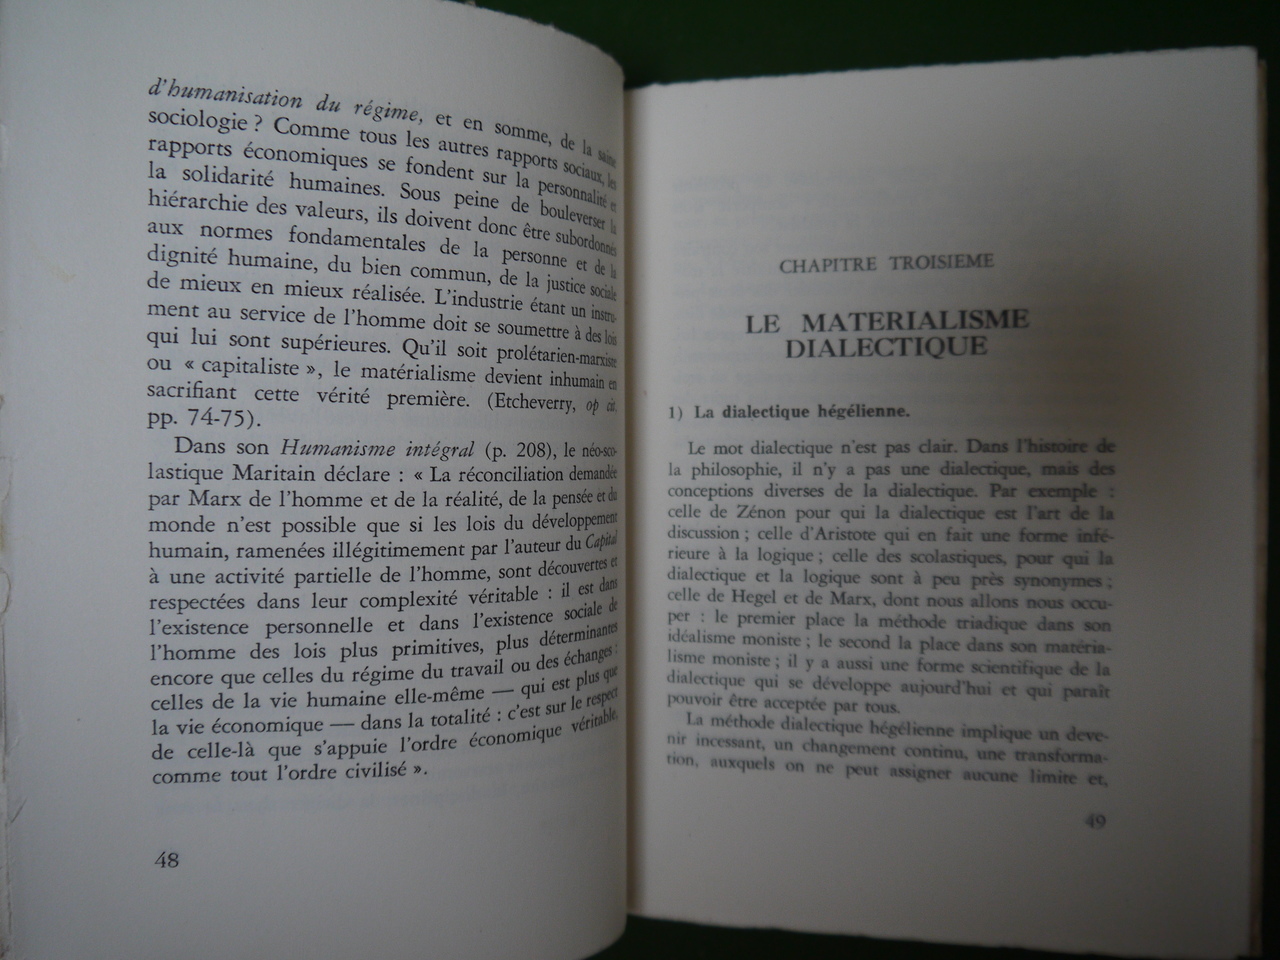 d'humanisation du régime, et en somme, de la saine
sociologie ? Comme tous les autres rapports sociaux, les
rapports économiques se fondent sur la personnalité et
la solidarité humaines. Sous peine de bouleverser la
hiérarchie des valeurs, ils doivent donc être subordonnés
aux normes fondamentales de la personne et de la
dignité humaine, du bien commun, de la justice sociale
de mieux en mieux réalisée. L'industrie étant un instru-
ment au service de l'homme doit se soumettre à des lois
qui lui sont supérieures. Qu'il soit prolétarien-marxiste
ou « capitaliste », le matérialisme devient inhumain en
sacrifiant cette vérité première. (Etcheverry, op cit,
pp. 74-75).
Dans son Humanisme intégral (p. 208), le néo-sco-
lastique Maritain déclare : « La réconciliation demandée
par Marx de l'homme et de la réalité, de la pensée et du
monde n'est possible que si les lois du développement
humain, ramenées illégitimement par l'auteur du Capital
à une activité partielle de l'homme, sont découvertes et
respectées dans leur complexité véritable : il est dans
l'existence personnelle et dans l'existence sociale de
l'homme des lois plus primitives, plus déterminantes
encore que celles du régime du travail ou des échanges :
celles de la vie humaine elle-même — qui est plus que
la vie économique — dans la totalité : c'est sur le respect
de celle-là que s'appuie l'ordre économique véritable,
comme tout l'ordre civilisé ».
48
CHAPITRE TROISIEME
LE MATERIALISME
DIALECTIQUE
1) La dialectique hégélienne.
Le mot dialectique n'est pas clair. Dans l'histoire de
la philosophie, il n'y a pas une dialectique, mais des
conceptions diverses de la dialectique. Par exemple :
celle de Zénon pour qui la dialectique est l'art de la
discussion ; celle d'Aristote qui en fait une forme infé-
rieure à la logique ; celle des scolastiques, pour qui la
dialectique et la logique sont à peu près synonymes ;
celle de Hegel et de Marx, dont nous allons nous occu-
per : le premier place la méthode triadique dans son
idéalisme moniste ; le second la place dans son matéria-
lisme moniste ; il y a aussi une forme scientifique de la
dialectique qui se développe aujourd'hui et qui paraît
pouvoir être acceptée par tous.
La méthode dialectique hégélienne implique un deve-
nir incessant, un changement continu, une transforma-
tion, auxquels on ne peut assigner aucune limite et,
49